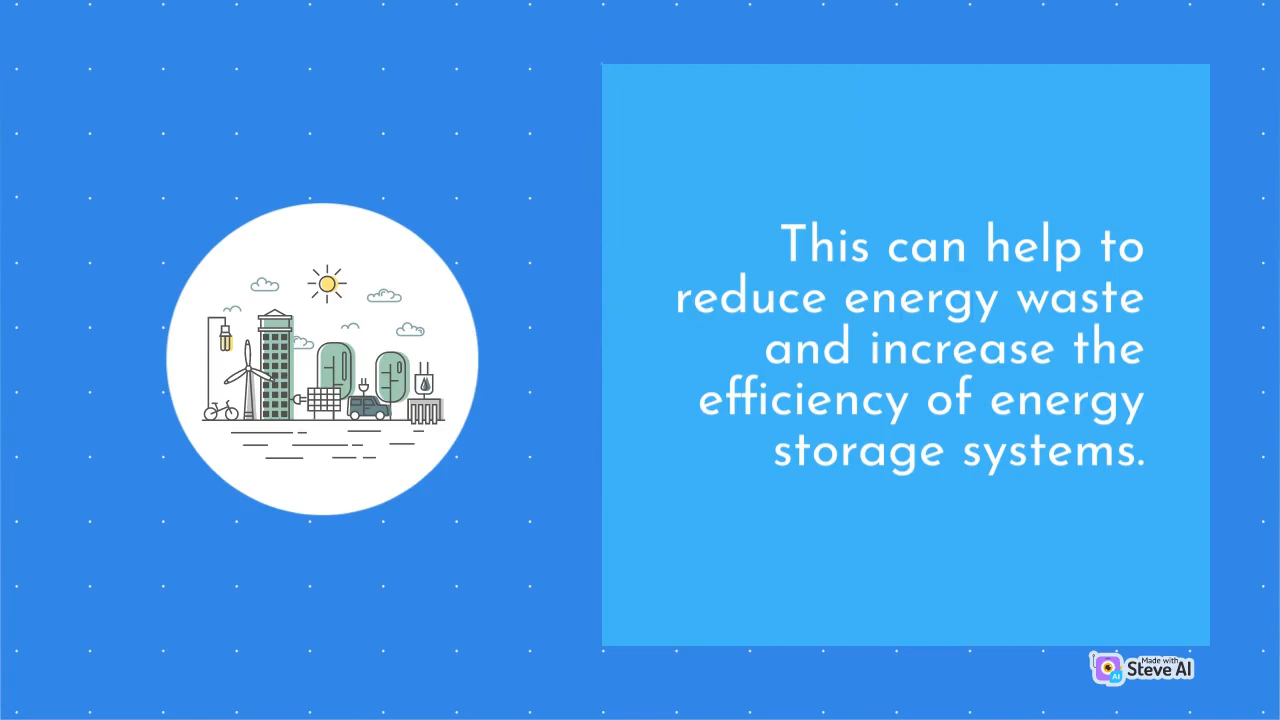 This can help to
reduce energy waste
and increase the
efficiency of energy
storage systems.
Made with
Steve AI
AI